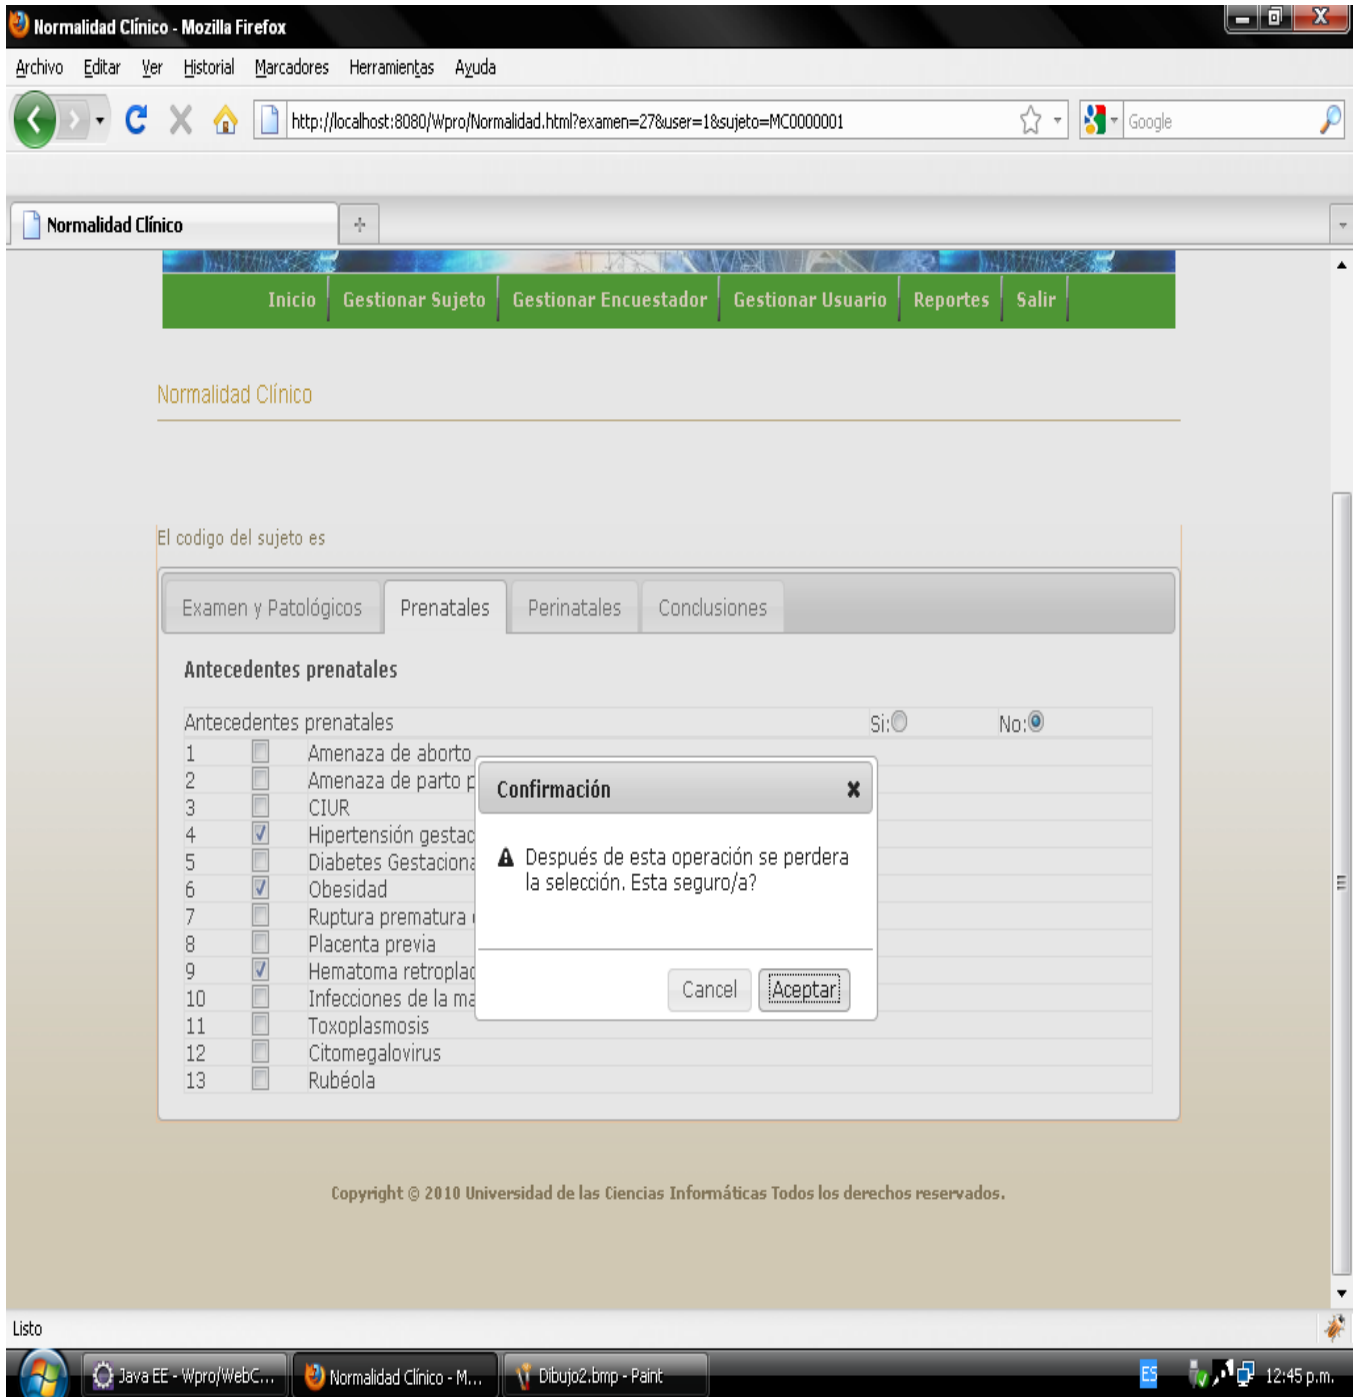 Normalidad Clínico - Mozilla Firefox
Archivo Editar Ver Historial Marcadores Herramientas Ayuda
http://localhost:8080/Wpro/Normalidad.html?examen=27&user=1&sujeto=MC0000001 Google
Normalidad Clínico
Inicio Gestionar Sujeto Gestionar Encuestador Gestionar Usuario Reportes Salir
Normalidad Clínico
El codigo del sujeto es
Examen y Patológicos Prenatales Perinatales Conclusiones
Antecedentes prenatales
Antecedentes prenatales Si: No:
1 Amenaza de aborto
2 Amenaza de parto p
3 CIUR
4 Hipertensión gestac
5 Diabetes Gestaciona
6 Obesidad
7 Ruptura prematura
8 Placenta previa
9 Hematoma retroplac
10 Infecciones de la ma
11 Toxoplasmosis
12 Citomegalovirus
13 Rubéola
Confirmación
Después de esta operación se perdera
la selección. Esta seguro/a?
Cancel Aceptar
Copyright © 2010 Universidad de las Ciencias Informáticas Todos los derechos reservados.
Listo
Java EE - Wpro/WebC... Normalidad Clínico - M... Dibujo2.bmp - Paint ES 12:45 p.m.